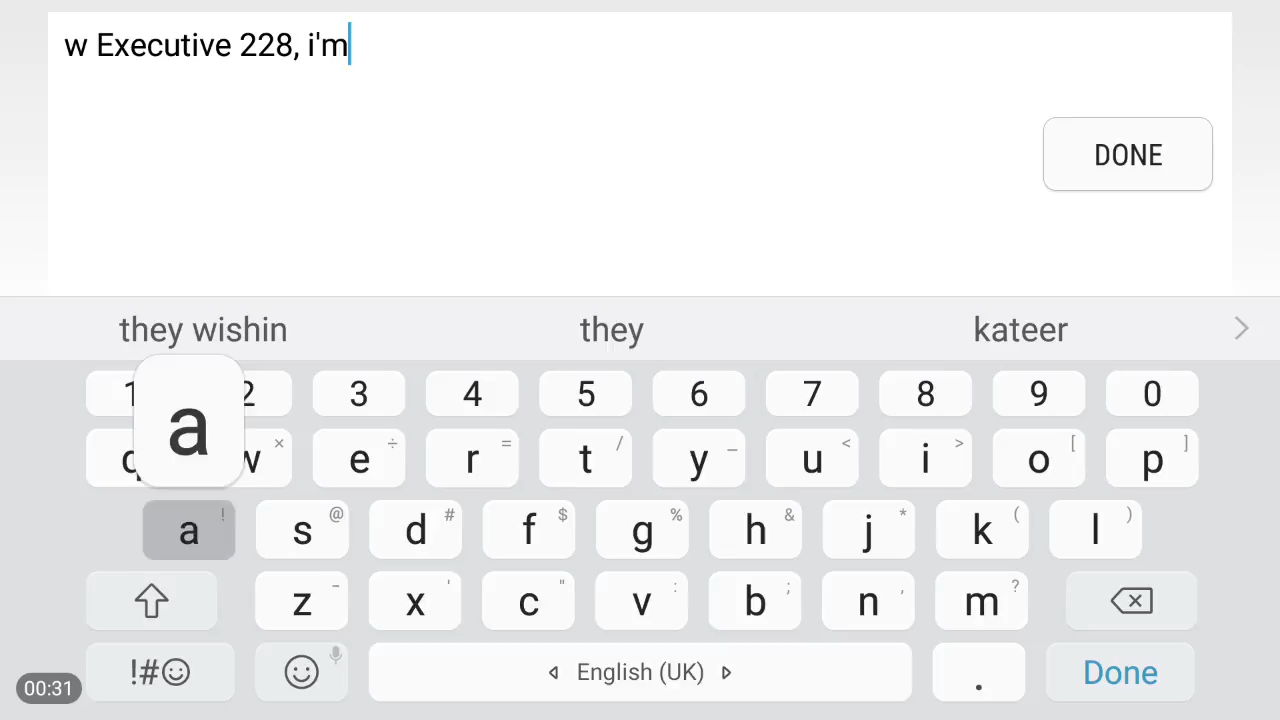 w Executive 228, i'm
DONE
they wishin they kateer
1 2 3 4 5 6 7 8 9 0
a
q w × e ÷ r = t / y _ u < i > o [ p ]
a ! s @ d # f $ g % h & j * k ( l )
z - x ' c " v : b ; n , m ?
!# English (UK) . Done
00:31